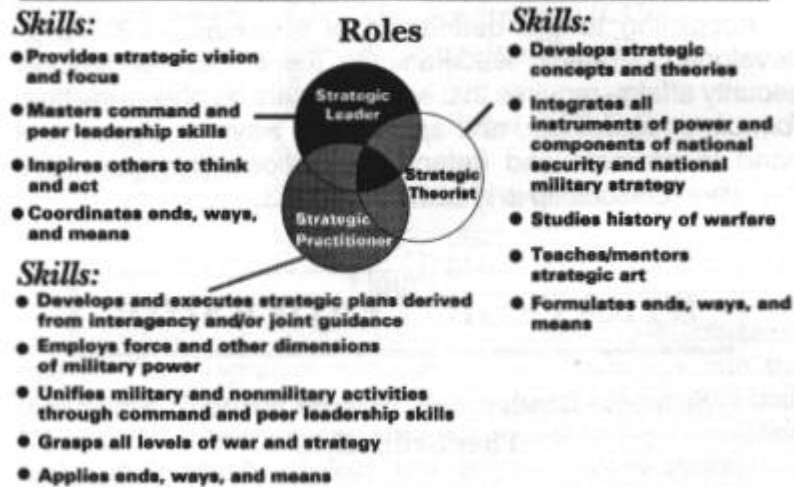 Skills:
● Provides strategic vision
and focus
● Masters command and
peer leadership skills
● Inspires others to think
and act
● Coordinates ends, ways,
and means
Roles
Strategic
Leader
Strategic
Theorist
Strategic
Practitioner
Skills:
● Develops strategic
concepts and theories
● Integrates all
instruments of power and
components of national
security and national
military strategy
● Studies history of warfare
● Teaches/mentors
strategic art
● Formulates ends, ways, and
means
Skills:
● Develops and executes strategic plans derived
from interagency and/or joint guidance
● Employs force and other dimensions
of military power
● Unifies military and nonmilitary activities
through command and peer leadership skills
● Grasps all levels of war and strategy
● Applies ends, ways, and means